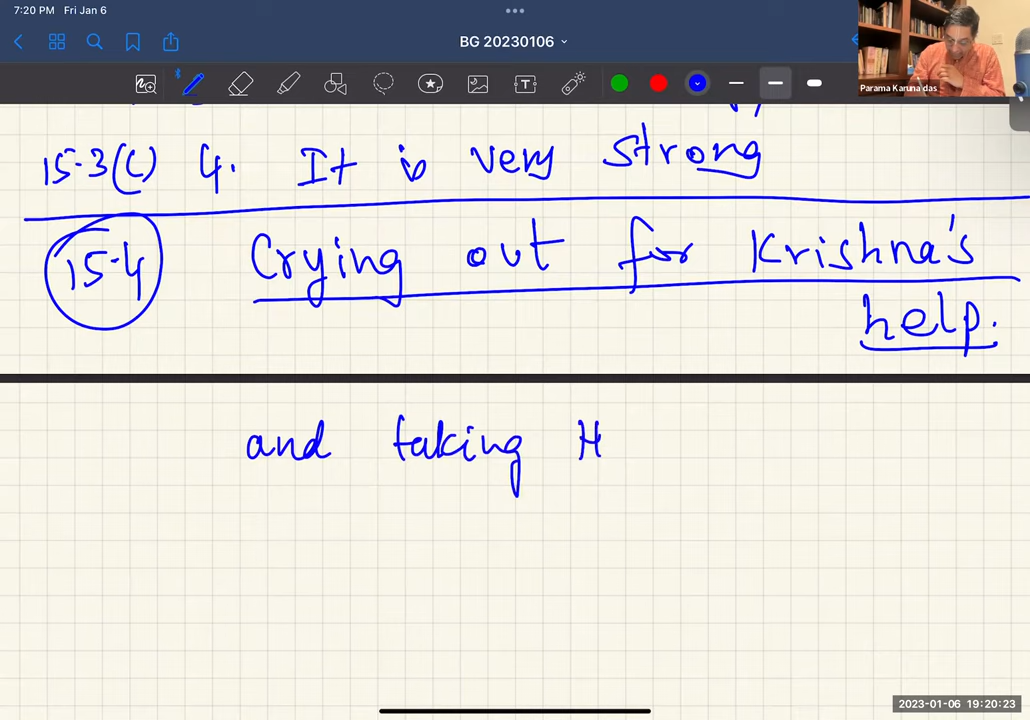 7:20 PM Fri Jan 6
BG 20230106
Parama Karuna das
15-3(C) 4. It is very strong
15-4 Crying out for Krishna's
help.
and taking H
2023-01-06 19:20:23